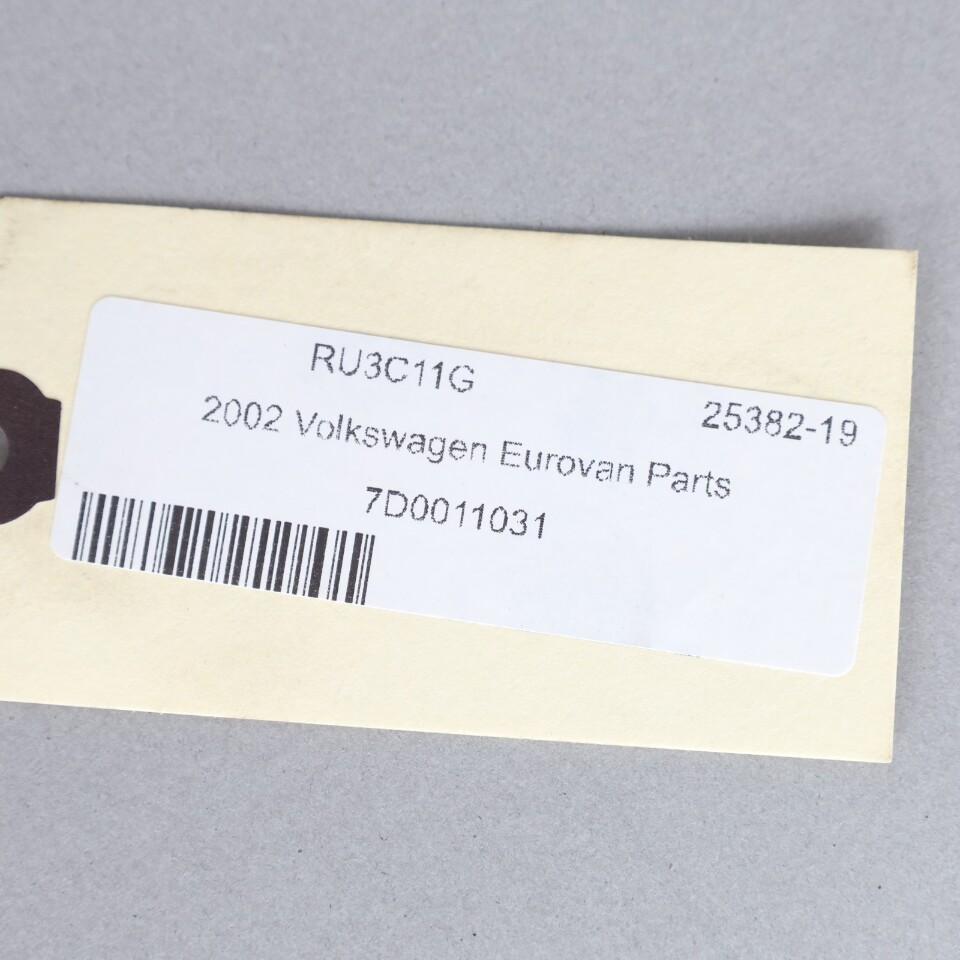 RU3C11G
25382-19
2002 Volkswagen Eurovan Parts
7D0011031